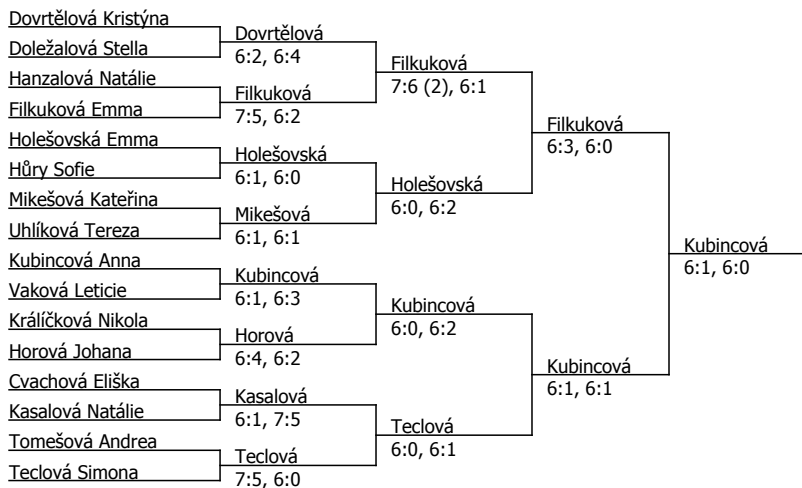 Dovrtělová Kristýna
Doležalová Stella
Hanzalová Natálie
Filkuková Emma
Holešovská Emma
Hůry Sofie
Mikešová Kateřina
Uhlíková Tereza
Kubincová Anna
Vaková Leticie
Králíčková Nikola
Horová Johana
Cvachová Eliška
Kasalová Natálie
Tomešová Andrea
Teclová Simona
Dovrtělová
6:2, 6:4
Filkuková
7:5, 6:2
Holešovská
6:1, 6:0
Mikešová
6:1, 6:1
Kubincová
6:1, 6:3
Horová
6:4, 6:2
Kasalová
6:1, 7:5
Teclová
7:5, 6:0
Filkuková
7:6 (2), 6:1
Holešovská
6:0, 6:2
Kubincová
6:0, 6:2
Teclová
6:0, 6:1
Filkuková
6:3, 6:0
Kubincová
6:1, 6:1
Kubincová
6:1, 6:0